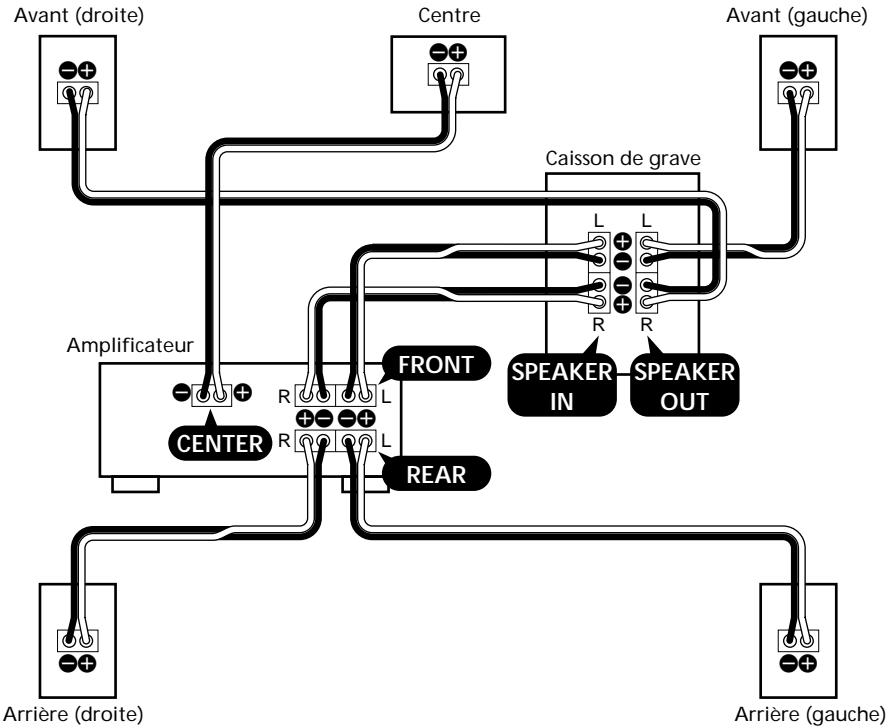 Avant (droite)
Centre
Avant (gauche)
Caisson de grave
L
L
R
R
SPEAKER
IN
SPEAKER
OUT
Amplificateur
FRONT
R
L
CENTER
R
L
REAR
Arrière (droite)
Arrière (gauche)